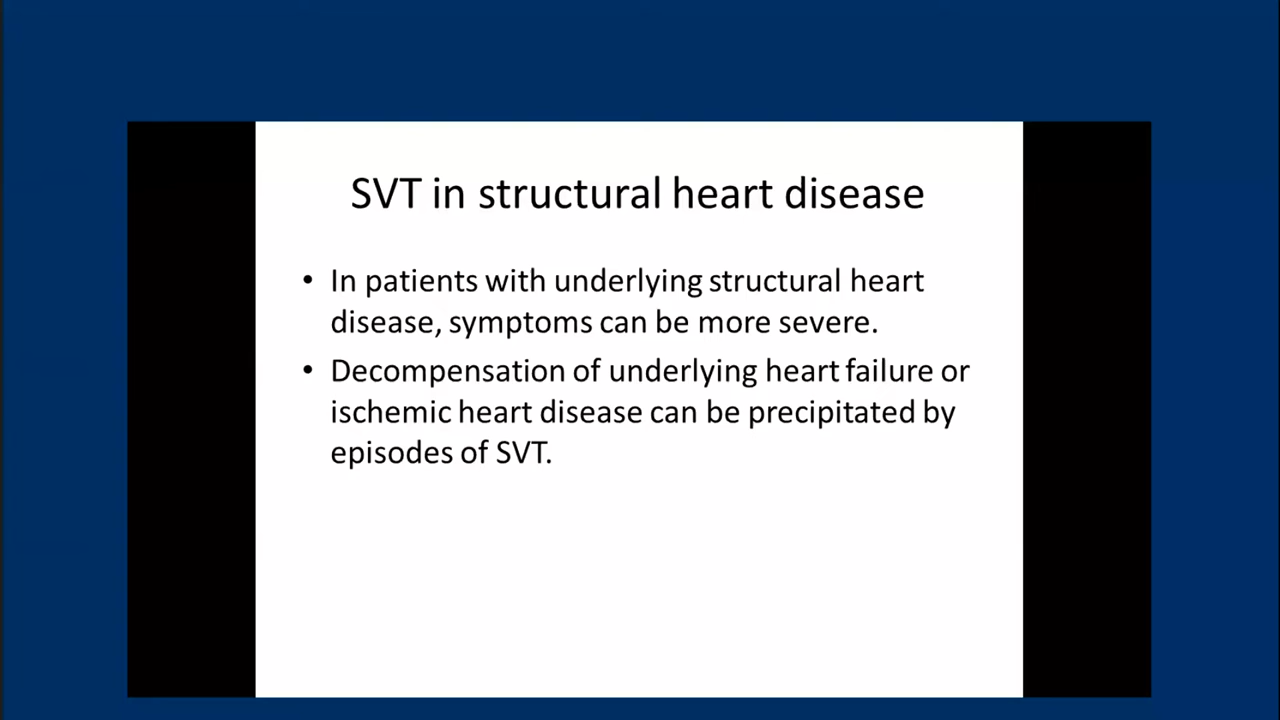 SVT in structural heart disease
• In patients with underlying structural heart
disease, symptoms can be more severe.
• Decompensation of underlying heart failure or
ischemic heart disease can be precipitated by
episodes of SVT.